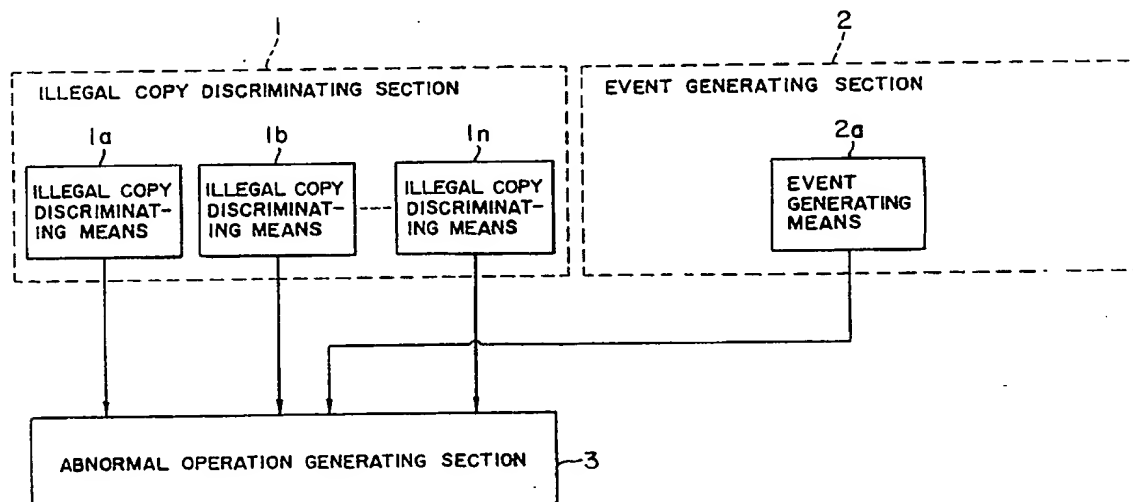 1
2
ILLEGAL COPY DISCRIMINATING SECTION
EVENT GENERATING SECTION
1a
1b
1n
2a
ILLEGAL COPY
DISCRIMINAT-
ING MEANS
ILLEGAL COPY
DISCRIMINAT-
ING MEANS
ILLEGAL COPY
DISCRIMINAT-
ING MEANS
EVENT
GENERATING
MEANS
ABNORMAL OPERATION GENERATING SECTION
3